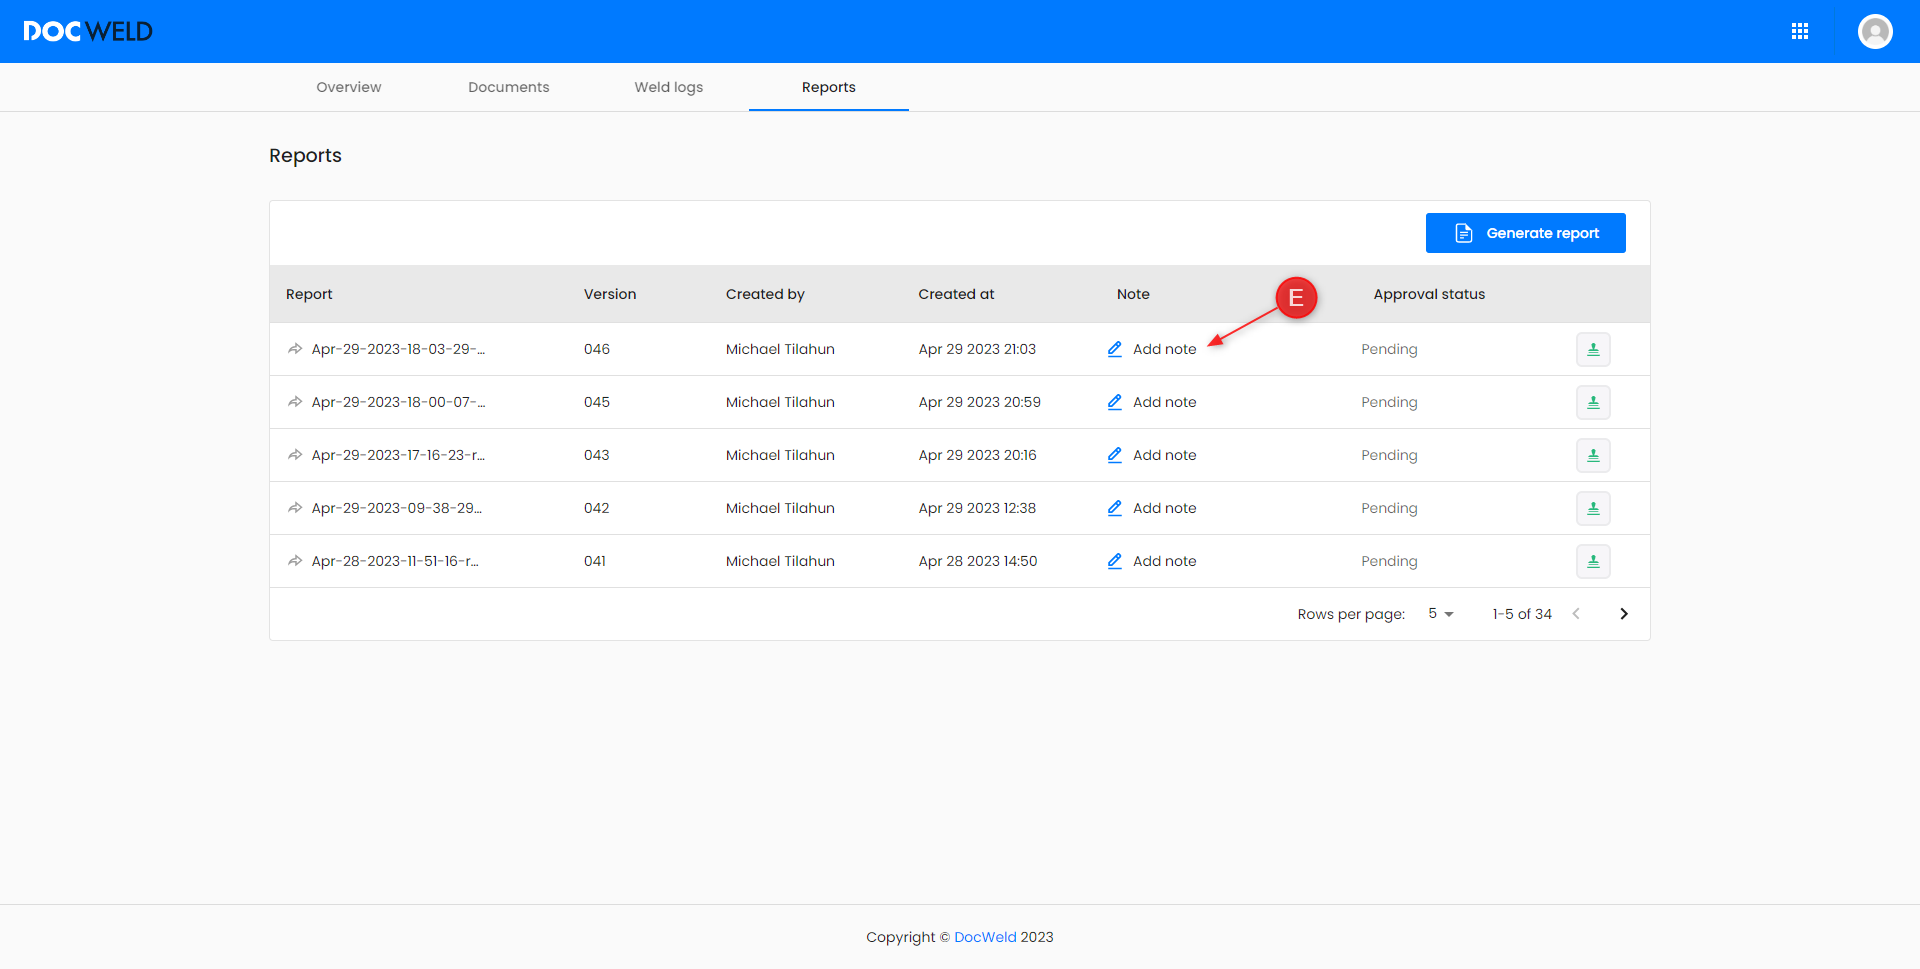 DOCWELD
Overview Documents Weld logs Reports
Reports
Generate report
Report Version Created by Created at Note E Approval status
Apr-29-2023-18-03-29-... 046 Michael Tilahun Apr 29 2023 21:03 Add note Pending
Apr-29-2023-18-00-07-... 045 Michael Tilahun Apr 29 2023 20:59 Add note Pending
Apr-29-2023-17-16-23-r... 043 Michael Tilahun Apr 29 2023 20:16 Add note Pending
Apr-29-2023-09-38-29... 042 Michael Tilahun Apr 29 2023 12:38 Add note Pending
Apr-28-2023-11-51-16-r... 041 Michael Tilahun Apr 28 2023 14:50 Add note Pending
Rows per page: 5 1-5 of 34
Copyright © DocWeld 2023